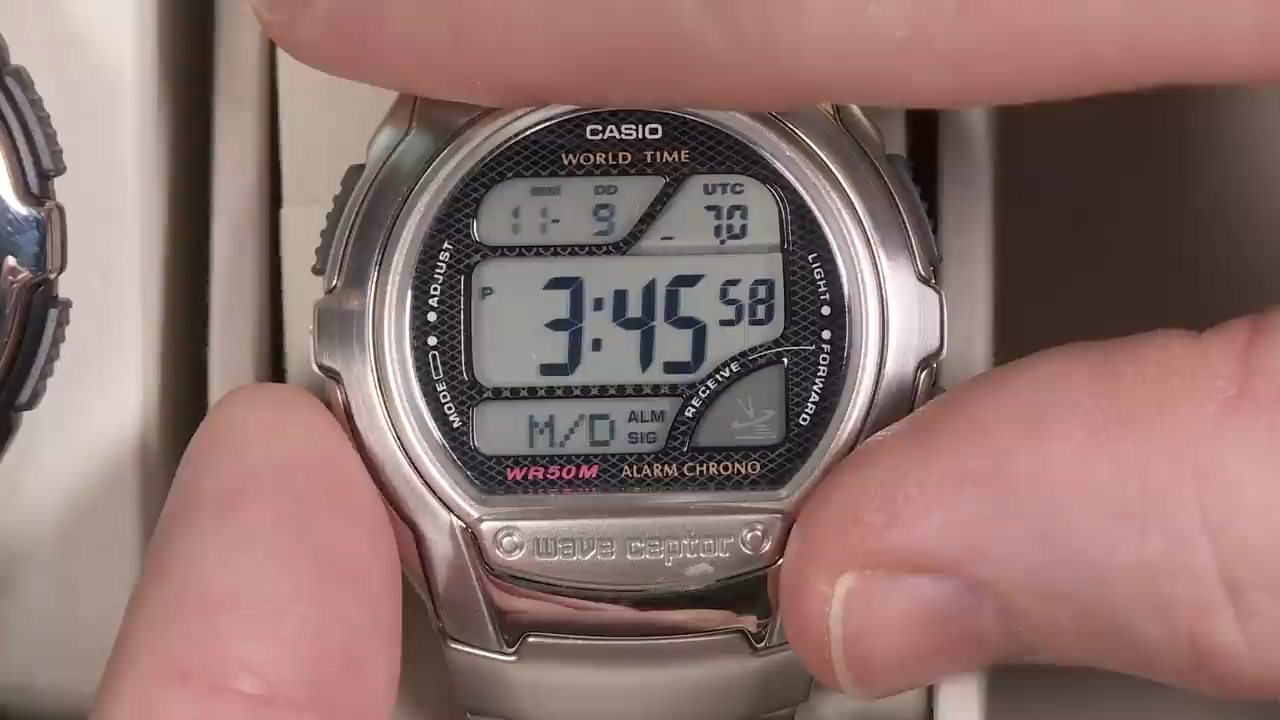 CASIO
WORLD TIME
DD UTC
11- 9 -7.0
ADJUST
LIGHT
P 3:45 58
MODE
FORWARD
RECEIVE
M/D ALM
SIG
WR50M ALARM CHRONO
wave ceptor